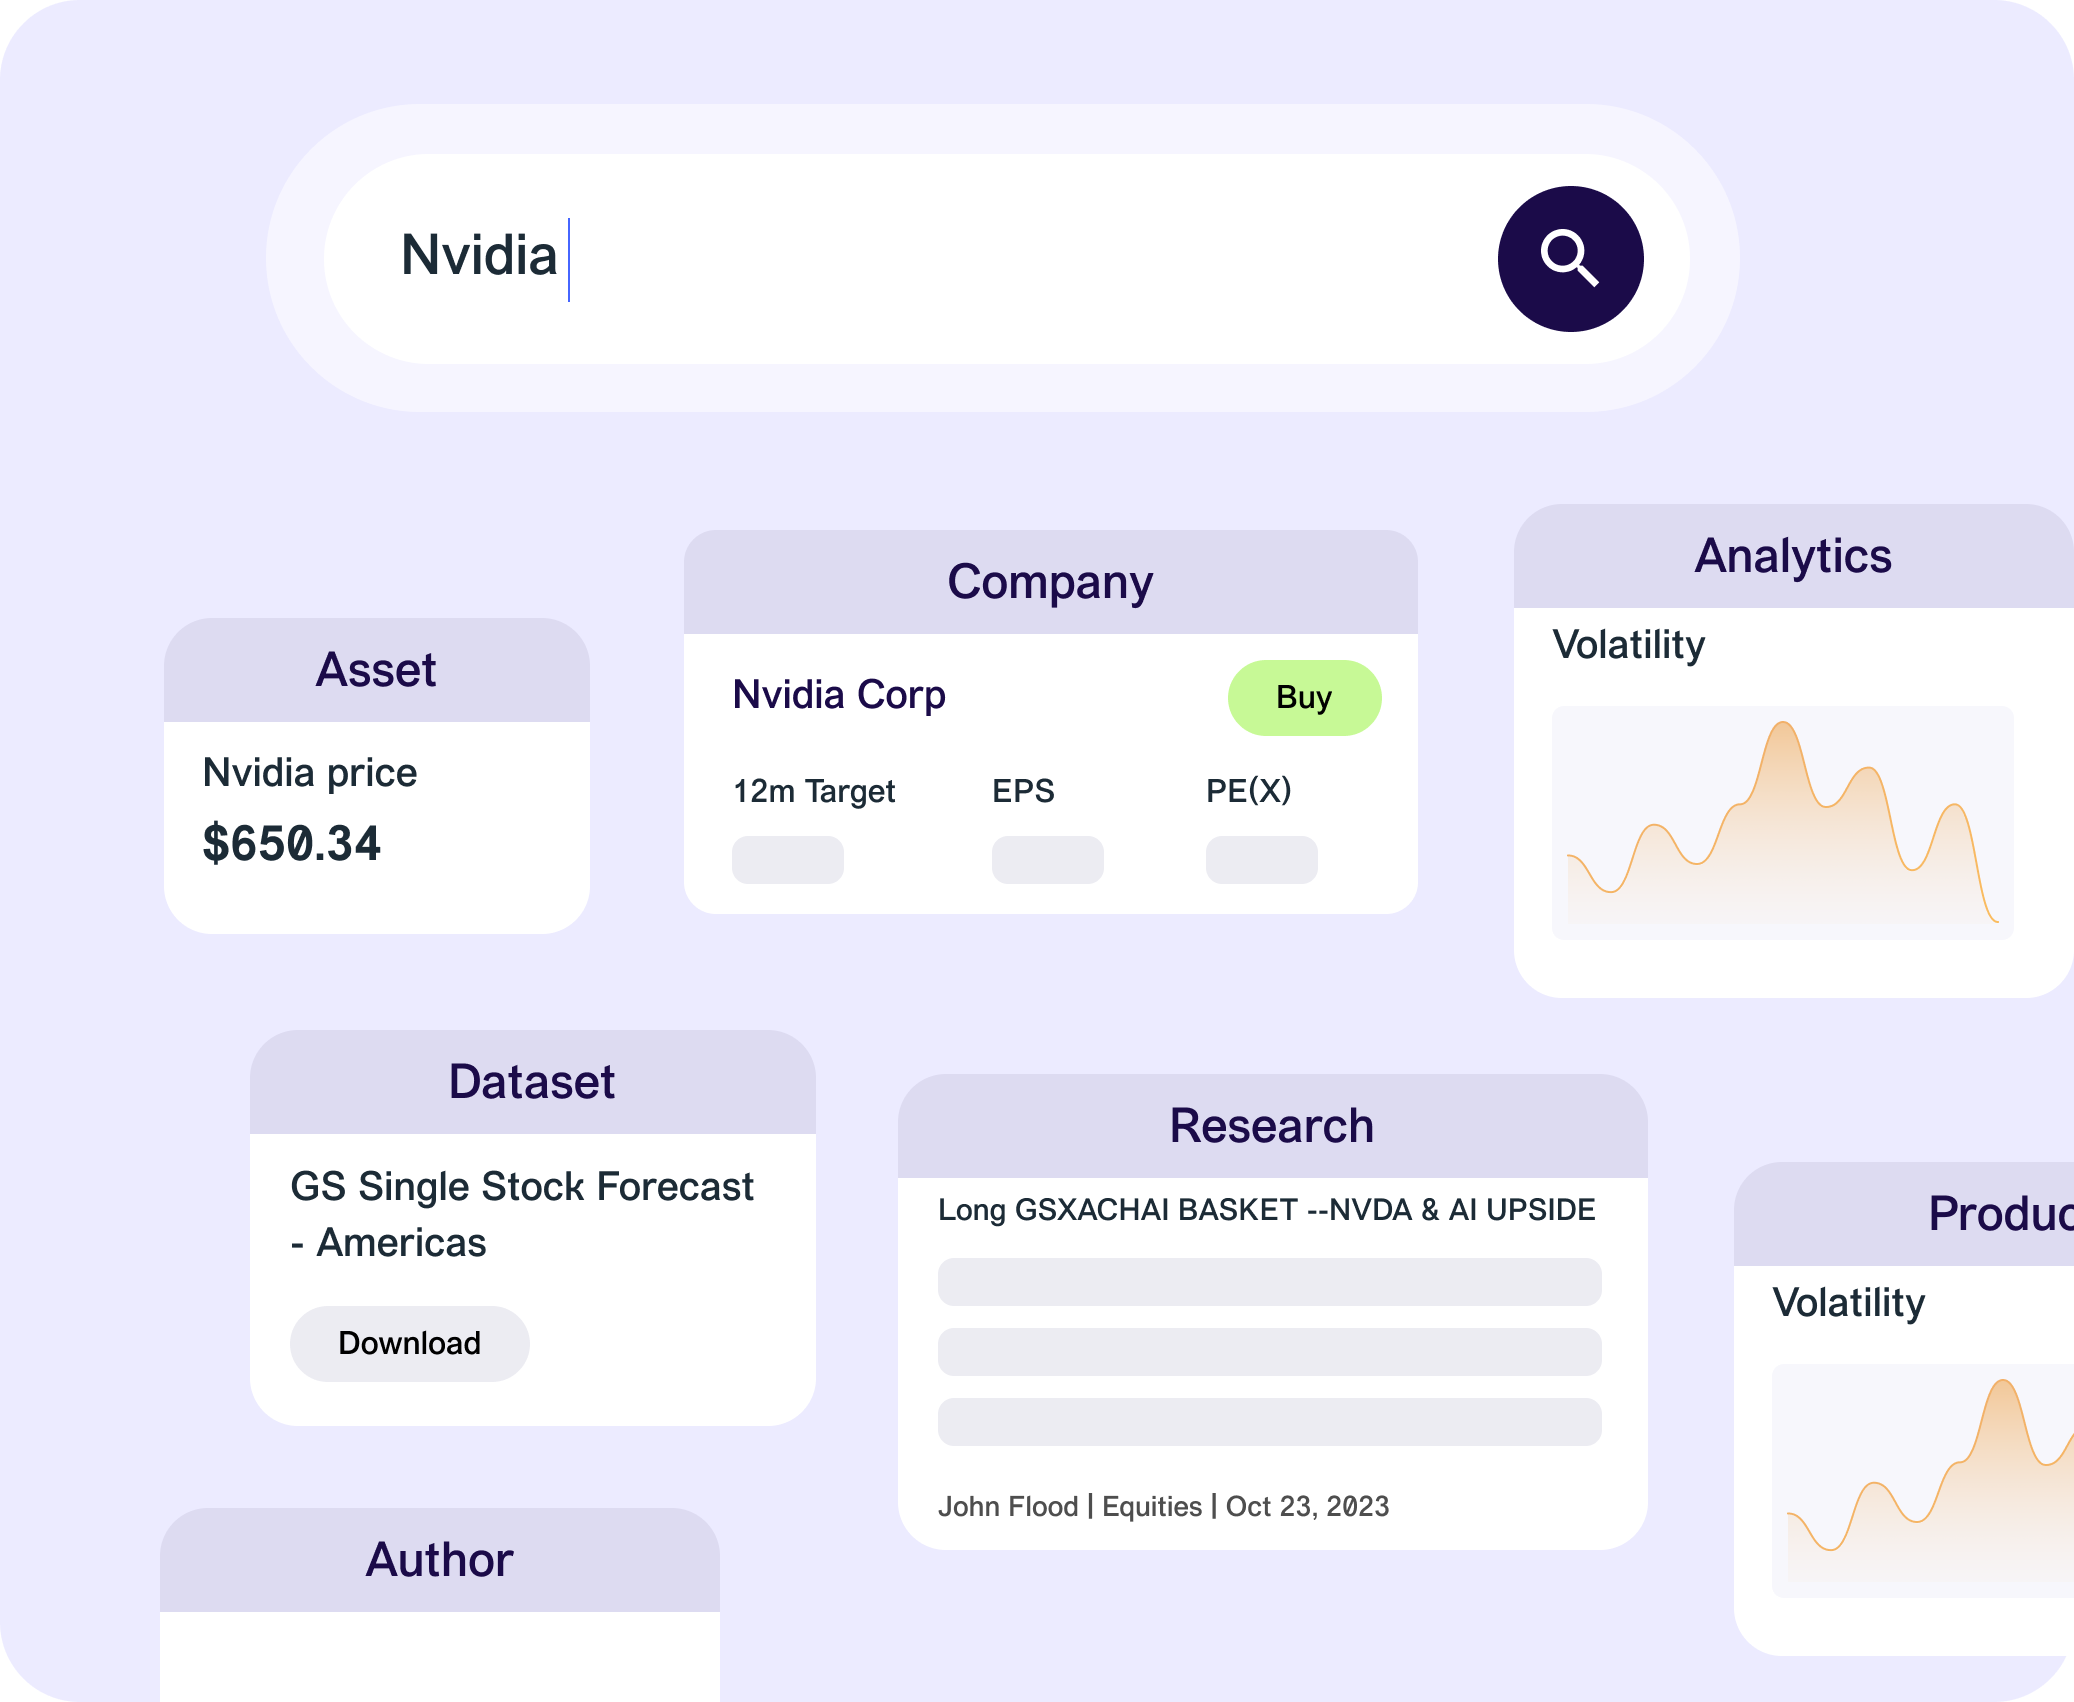 Nvidia
Asset
Nvidia price
$650.34
Company
Nvidia Corp
Buy
12m Target EPS PE(X)
Analytics
Volatility
Dataset
GS Single Stock Forecast
- Americas
Download
Research
Long GSXACHAI BASKET --NVDA & AI UPSIDE
John Flood | Equities | Oct 23, 2023
Produc
Volatility
Author